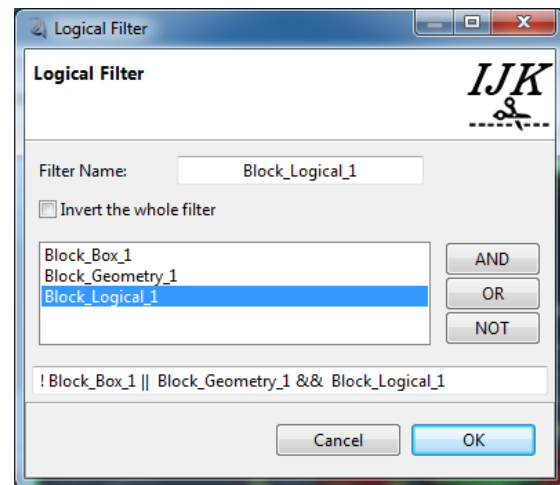 Logical Filter
Logical Filter
IJK
Filter Name: Block_Logical_1
Invert the whole filter
Block_Box_1
Block_Geometry_1
Block_Logical_1
AND
OR
NOT
! Block_Box_1 || Block_Geometry_1 && Block_Logical_1
Cancel OK